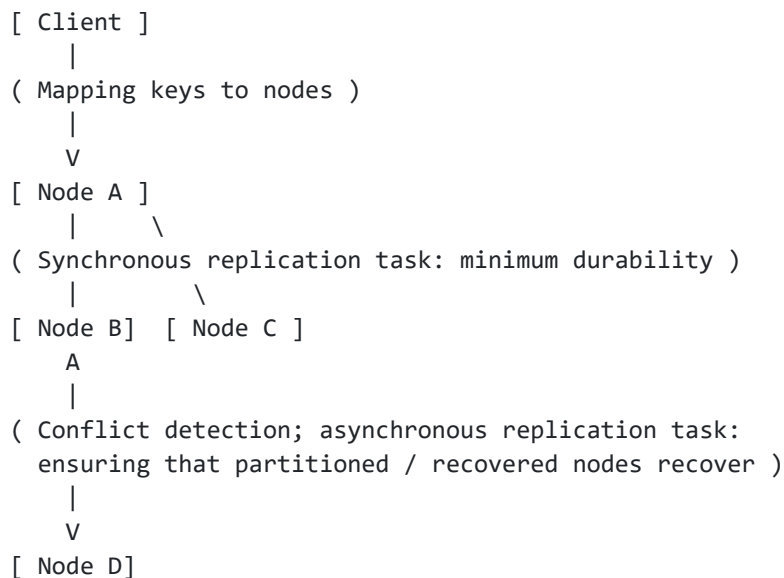 [ Client ]
|
( Mapping keys to nodes )
|
V
[ Node A ]
| \
( Synchronous replication task: minimum durability )
| \
[ Node B] [ Node C ]
A
|
( Conflict detection; asynchronous replication task:
ensuring that partitioned / recovered nodes recover )
|
V
[ Node D]